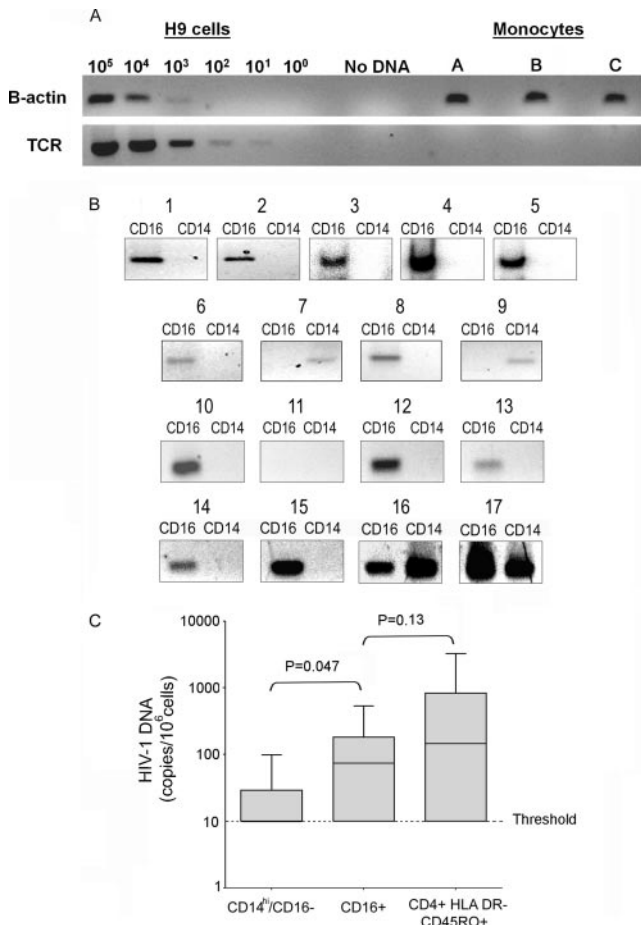 A
H9 cells Monocytes
10⁵ 10⁴ 10³ 10² 10¹ 10⁰ No DNA A B C
B-actin
TCR
B
1 2 3 4 5
CD16 CD14 CD16 CD14 CD16 CD14 CD16 CD14 CD16 CD14
6 7 8 9
CD16 CD14 CD16 CD14 CD16 CD14 CD16 CD14
10 11 12 13
CD16 CD14 CD16 CD14 CD16 CD14 CD16 CD14
14 15 16 17
CD16 CD14 CD16 CD14 CD16 CD14 CD16 CD14
C
HIV-1 DNA
(copies/10⁶cells)
10000
1000
100
10
1
P=0.047
P=0.13
Threshold
CD14ʰⁱ/CD16-
CD16+
CD4+ HLA DR-
CD45RO+